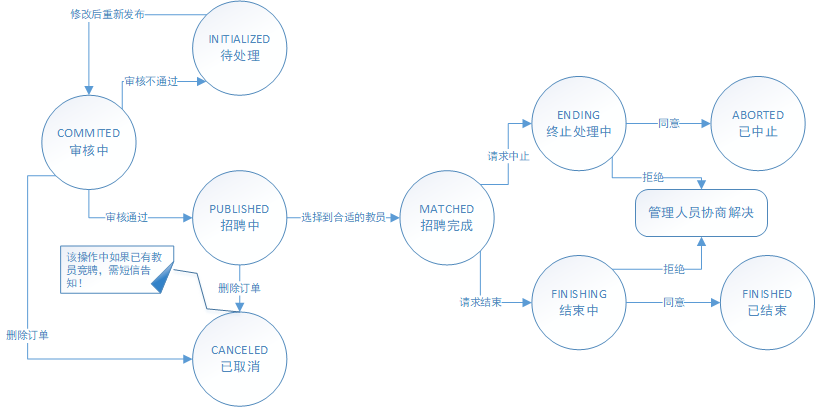 修改后重新发布
INITIALIZED
待处理
审核不通过
COMMITED
审核中
ENDING
终止处理中
同意
ABORTED
已中止
请求中止
拒绝
审核通过
PUBLISHED
招聘中
选择到合适的教员
MATCHED
招聘完成
管理人员协商解决
该操作中如果已有教
员竞聘，需短信告
知！
删除订单
拒绝
请求结束
FINISHING
结束中
同意
FINISHED
已结束
删除订单
CANCELED
已取消